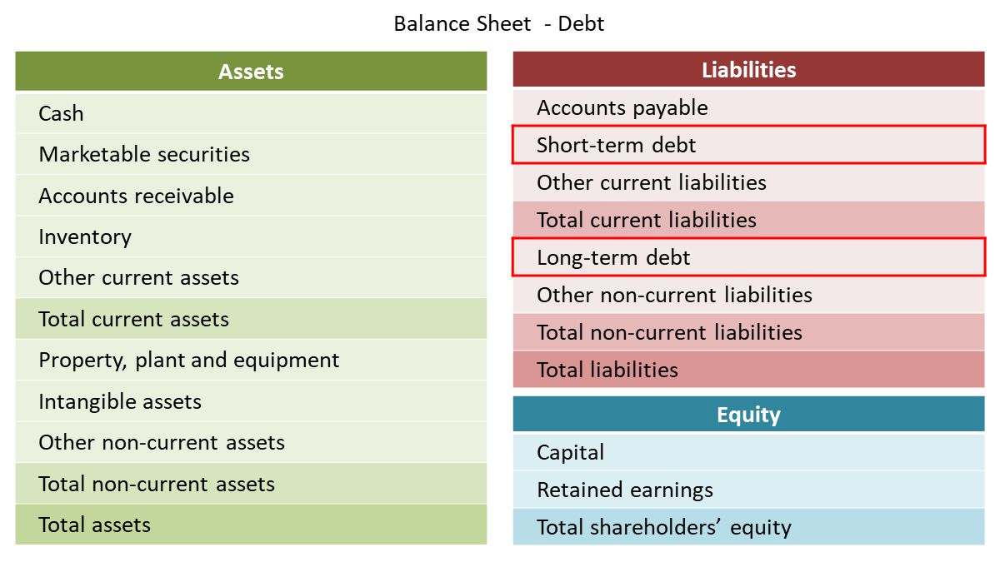 Balance Sheet - Debt
Assets
Cash
Marketable securities
Accounts receivable
Inventory
Other current assets
Total current assets
Property, plant and equipment
Intangible assets
Other non-current assets
Total non-current assets
Total assets
Liabilities
Accounts payable
Short-term debt
Other current liabilities
Total current liabilities
Long-term debt
Other non-current liabilities
Total non-current liabilities
Total liabilities
Equity
Capital
Retained earnings
Total shareholders’ equity